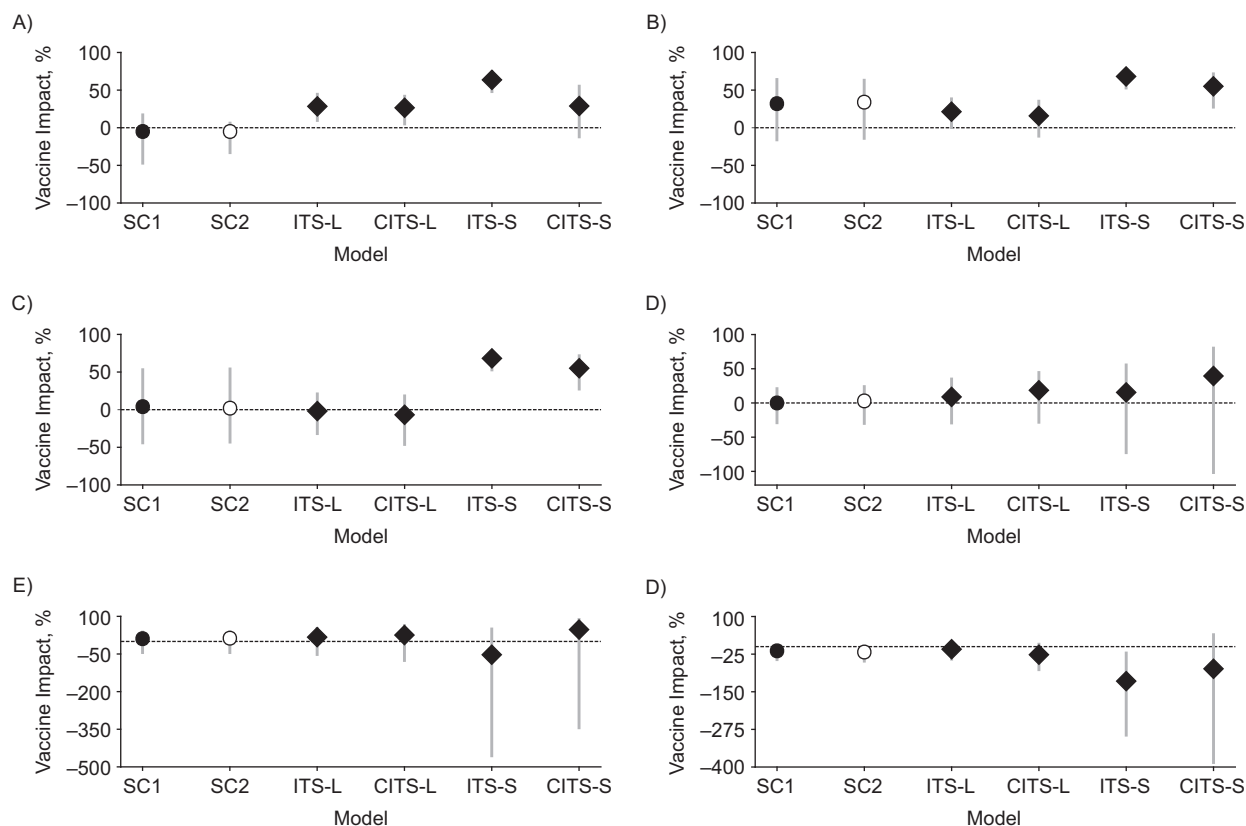 A)
Vaccine Impact, %
100
50
0
–50
–100
SC1 SC2 ITS-L CITS-L ITS-S CITS-S
Model
B)
Vaccine Impact, %
100
50
0
–50
–100
SC1 SC2 ITS-L CITS-L ITS-S CITS-S
Model
C)
Vaccine Impact, %
100
50
0
–50
–100
SC1 SC2 ITS-L CITS-L ITS-S CITS-S
Model
D)
Vaccine Impact, %
100
50
0
–50
–100
SC1 SC2 ITS-L CITS-L ITS-S CITS-S
Model
E)
Vaccine Impact, %
100
–50
–200
–350
–500
SC1 SC2 ITS-L CITS-L ITS-S CITS-S
Model
D)
Vaccine Impact, %
100
–25
–150
–275
–400
SC1 SC2 ITS-L CITS-L ITS-S CITS-S
Model